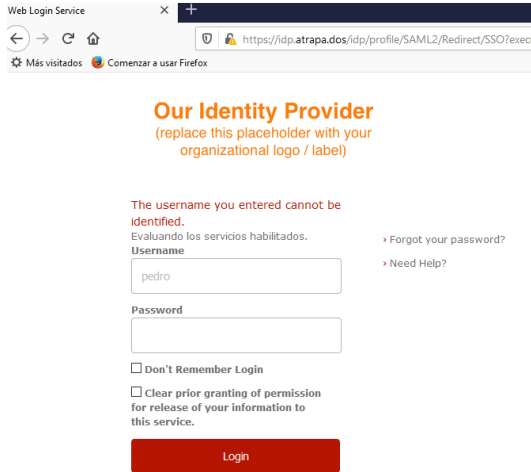 Web Login Service
https://idp.atrapa.dos/idp/profile/SAML2/Redirect/SSO?exec
Más visitados Comenzar a usar Firefox
Our Identity Provider
(replace this placeholder with your
organizational logo / label)
The username you entered cannot be
identified.
Evaluando los servicios habilitados.
Username
pedro
Password
Don't Remember Login
Clear prior granting of permission
for release of your information to
this service.
Login
› Forgot your password?
› Need Help?